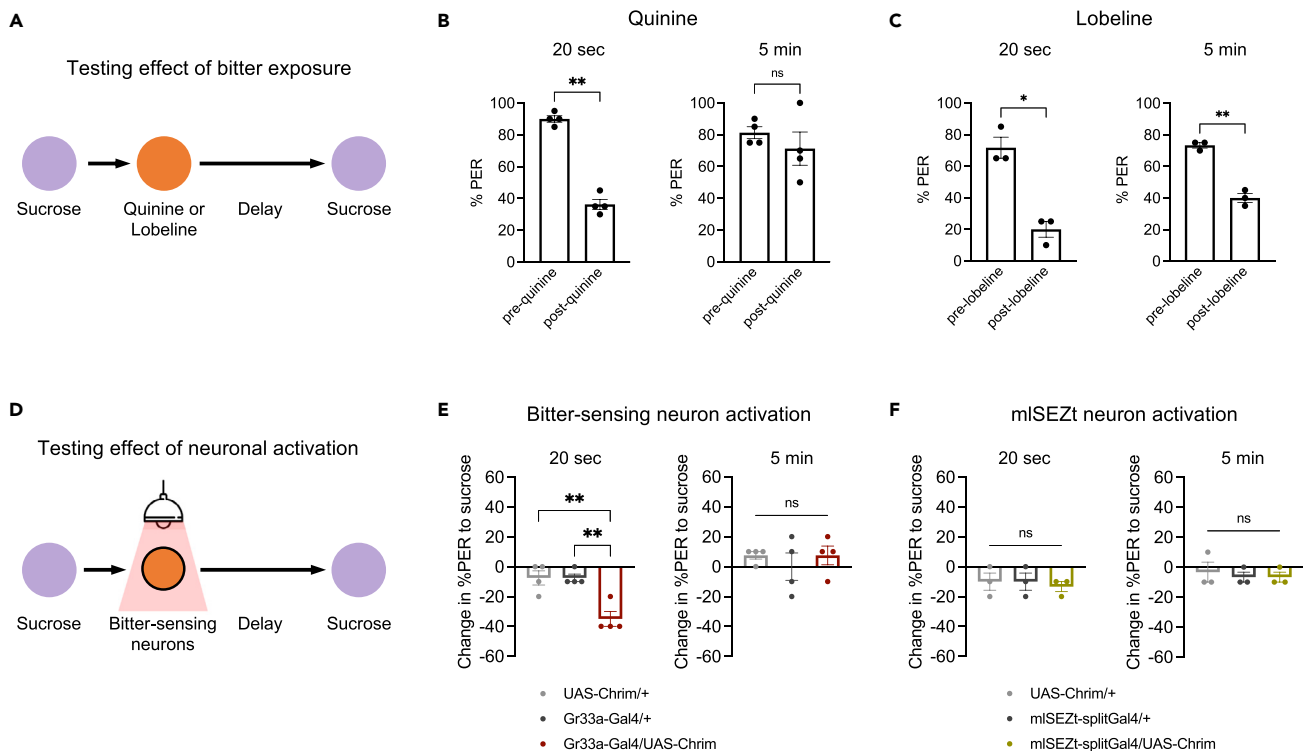 A
Testing effect of bitter exposure
Sucrose
Quinine or
Lobeline
Delay
Sucrose
B
Quinine
20 sec
**
% PER
100
80
60
40
20
0
pre-quinine
post-quinine
5 min
ns
% PER
100
80
60
40
20
0
pre-quinine
post-quinine
C
Lobeline
20 sec
*
% PER
100
80
60
40
20
0
pre-lobeline
post-lobeline
5 min
**
% PER
100
80
60
40
20
0
pre-lobeline
post-lobeline
D
Testing effect of neuronal activation
Sucrose
Bitter-sensing
neurons
Delay
Sucrose
E
Bitter-sensing neuron activation
20 sec
**
**
Change in %PER to sucrose
60
40
20
0
-20
-40
-60
5 min
ns
Change in %PER to sucrose
60
40
20
0
-20
-40
-60
UAS-Chrim/+
Gr33a-Gal4/+
Gr33a-Gal4/UAS-Chrim
F
mlSEZt neuron activation
20 sec
ns
Change in %PER to sucrose
60
40
20
0
-20
-40
-60
5 min
ns
Change in %PER to sucrose
60
40
20
0
-20
-40
-60
UAS-Chrim/+
mlSEZt-splitGal4/+
mlSEZt-splitGal4/UAS-Chrim